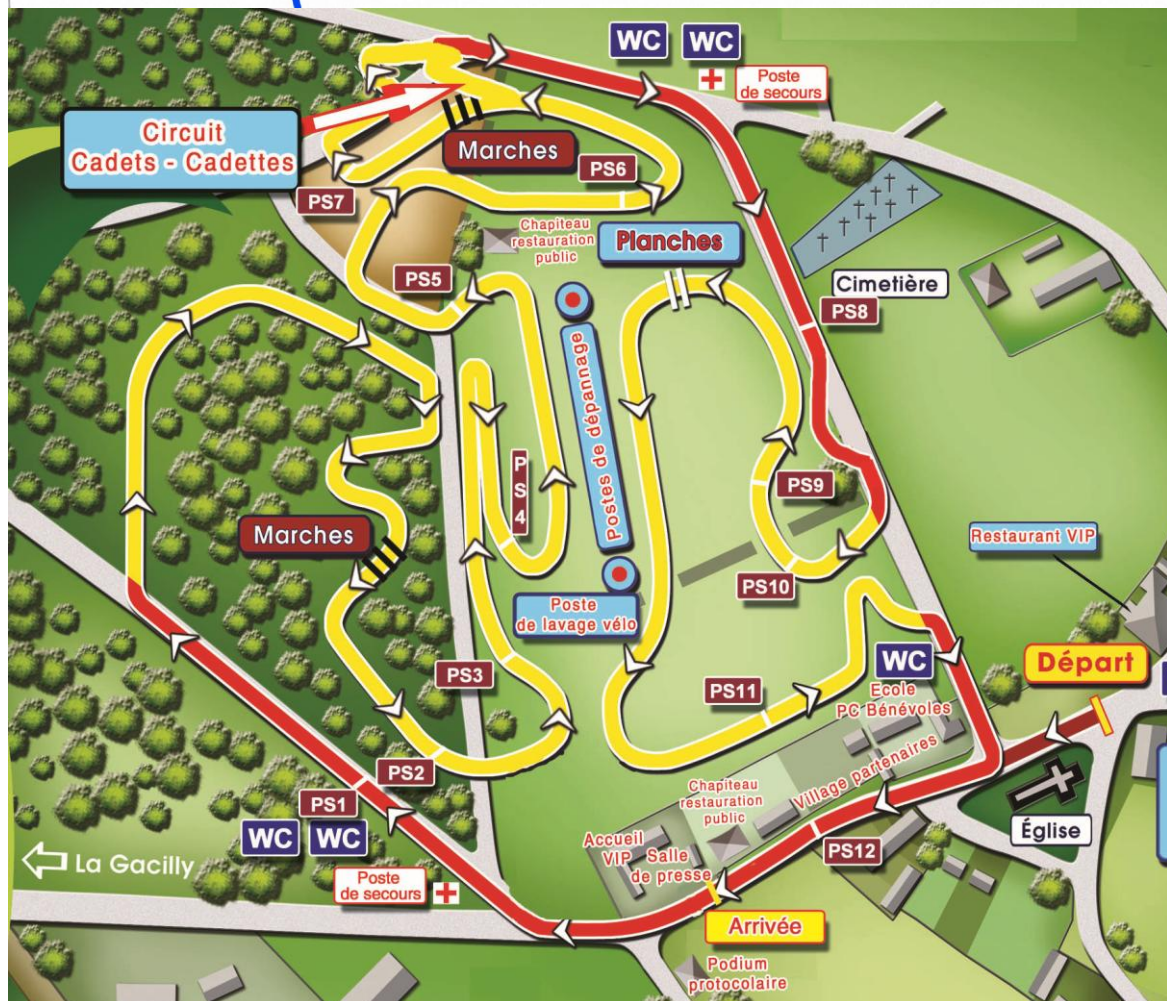 WC
WC
Poste
de secours
Circuit
Cadets - Cadettes
Marches
PS6
PS7
Chapiteau
restauration
public
Planches
PS5
Cimetière
PS8
Postes de dépannage
PS4
PS9
Marches
Restaurant VIP
PS10
Poste
de lavage vélo
WC
Départ
PS3
PS11
Ecole
PC Bénévoles
PS2
Village partenaires
PS1
Chapiteau
restauration
public
WC
WC
Accueil
VIP
Salle
de presse
PS12
Église
La Gacilly
Poste
de secours
Arrivée
Podium
protocolaire